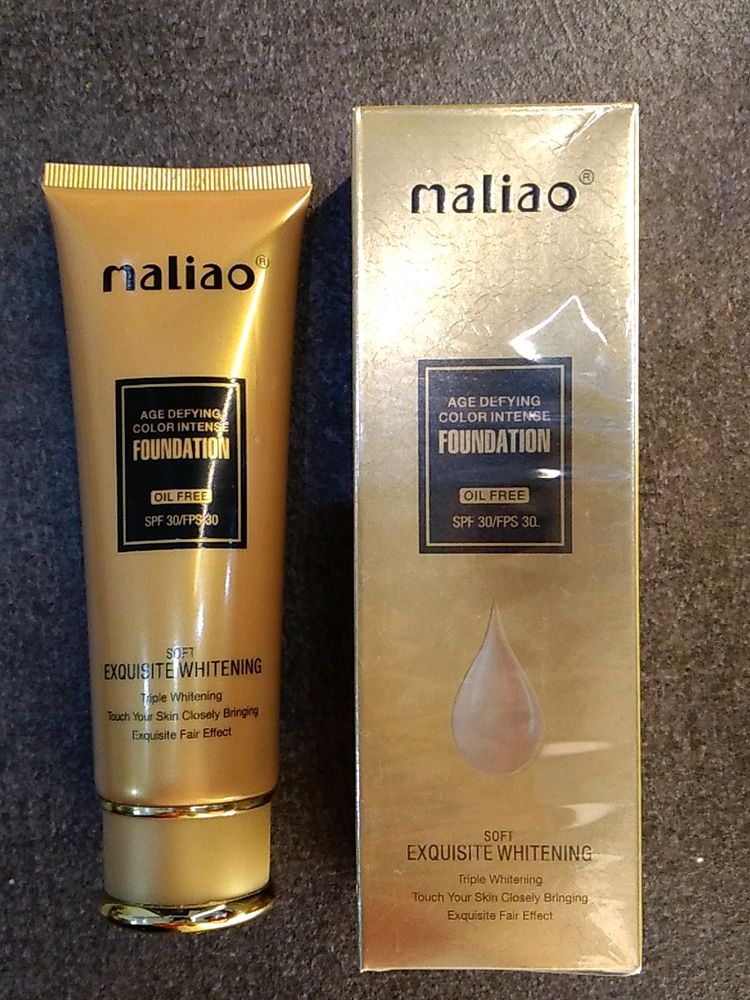 maliao®
AGE DEFYING
COLOR INTENSE
FOUNDATION
OIL FREE
SPF 30/FPS 30
SOFT
EXQUISITE WHITENING
Triple Whitening
Touch Your Skin Closely Bringing
Exquisite Fair Effect
maliao®
AGE DEFYING
COLOR INTENSE
FOUNDATION
OIL FREE
SPF 30/FPS 30
SOFT
EXQUISITE WHITENING
Triple Whitening
Touch Your Skin Closely Bringing
Exquisite Fair Effect